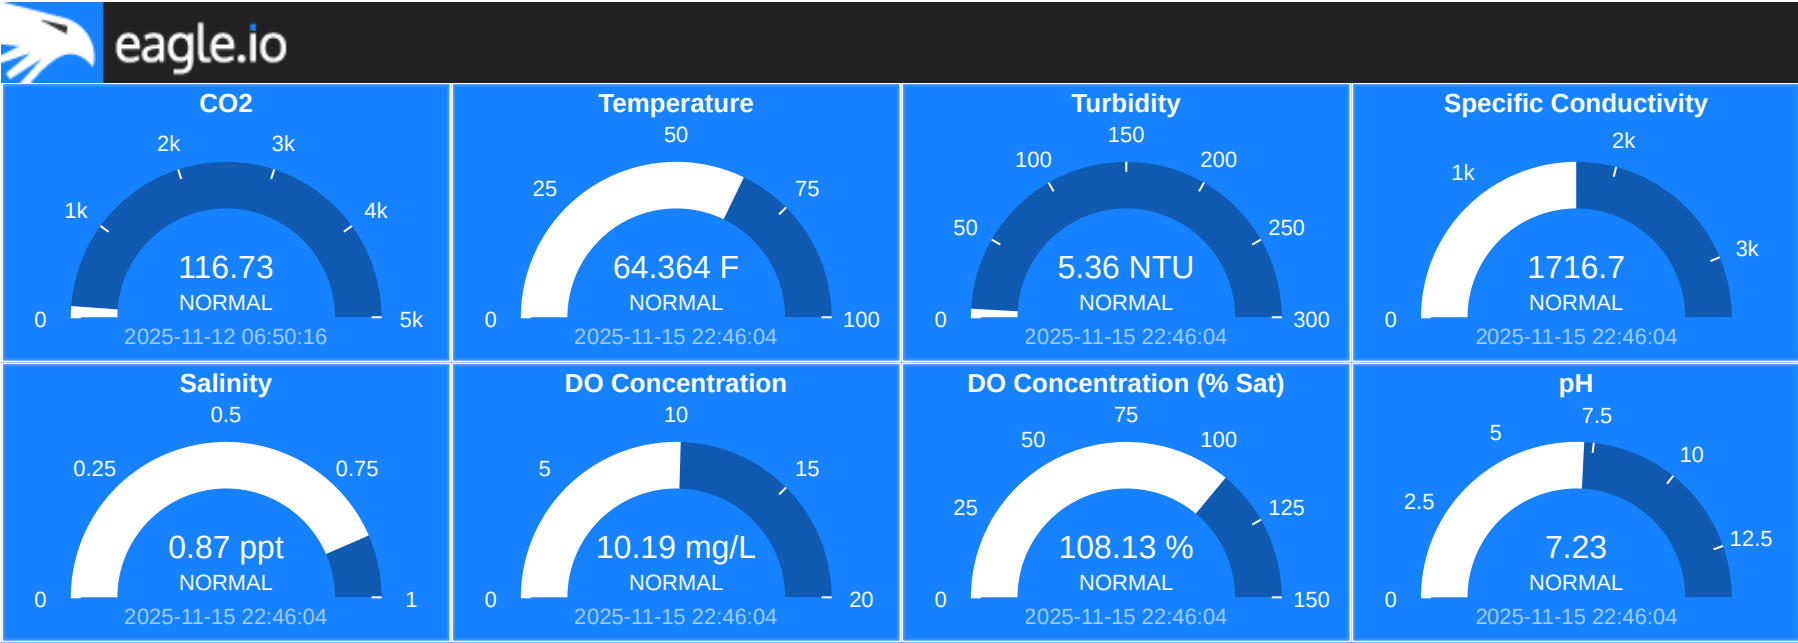 eagle.io
CO2
2k 3k
1k 4k
116.73
NORMAL
0 5k
2025-11-12 06:50:16
Temperature
50
25 75
64.364 F
NORMAL
0 100
2025-11-15 22:46:04
Turbidity
150
100 200
50 250
5.36 NTU
NORMAL
0 300
2025-11-15 22:46:04
Specific Conductivity
2k
1k
3k
1716.7
NORMAL
0
2025-11-15 22:46:04
Salinity
0.5
0.25 0.75
0.87 ppt
NORMAL
0 1
2025-11-15 22:46:04
DO Concentration
10
5 15
10.19 mg/L
NORMAL
0 20
2025-11-15 22:46:04
DO Concentration (% Sat)
75
50 100
25 125
108.13 %
NORMAL
0 150
2025-11-15 22:46:04
pH
7.5
5
10
2.5
12.5
7.23
NORMAL
0
2025-11-15 22:46:04